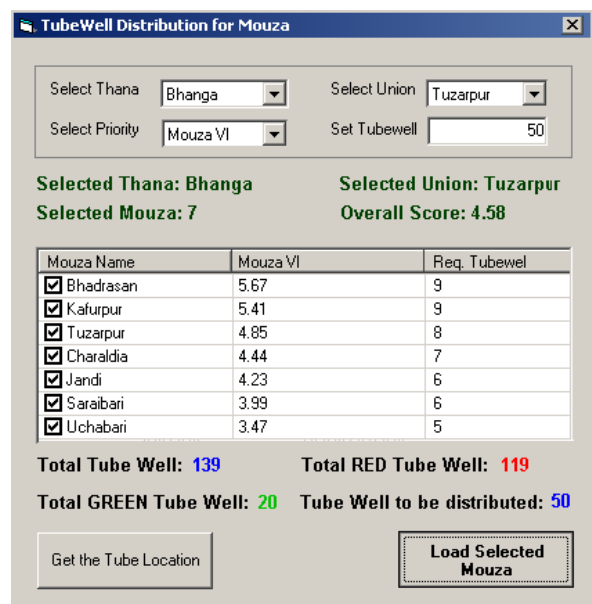 TubeWell Distribution for Mouza
Select Thana Bhanga Select Union Tuzarpur
Select Priority Mouza VI Set Tubewell 50
Selected Thana: Bhanga Selected Union: Tuzarpur
Selected Mouza: 7 Overall Score: 4.58
Mouza Name Mouza VI Req. Tubewel
Bhadrasan 5.67 9
Kafurpur 5.41 9
Tuzarpur 4.85 8
Charaldia 4.44 7
Jandi 4.23 6
Saraibari 3.99 6
Uchabari 3.47 5
Total Tube Well: 139 Total RED Tube Well: 119
Total GREEN Tube Well: 20 Tube Well to be distributed: 50
Get the Tube Location Load Selected
Mouza